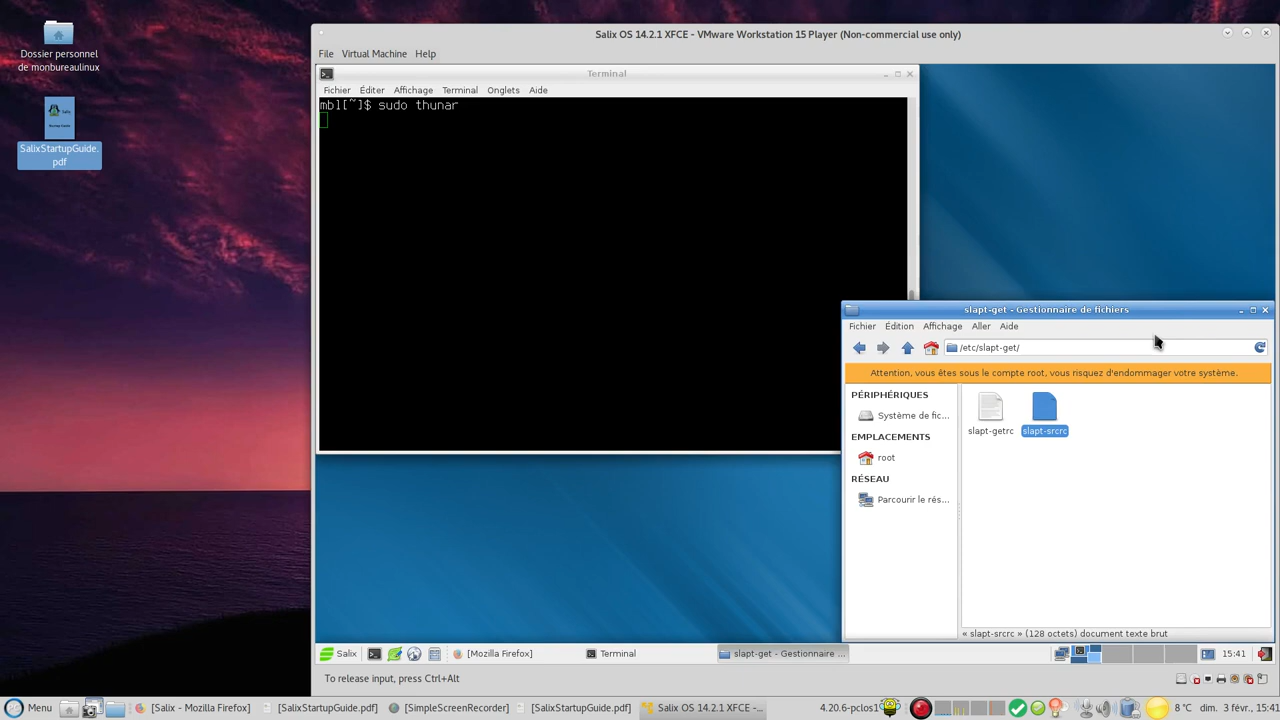 Dossier personnel
de monbureaulinux
SalixStartupGuide.
pdf
Salix OS 14.2.1 XFCE - VMware Workstation 15 Player (Non-commercial use only)
File Virtual Machine Help
Terminal
Fichier Éditer Affichage Terminal Onglets Aide
mbl[~]$ sudo thunar
slapt-get - Gestionnaire de fichiers
Fichier Édition Affichage Aller Aide
/etc/slapt-get/
Attention, vous êtes sous le compte root, vous risquez d'endommager votre système.
PÉRIPHÉRIQUES
Système de fic...
EMPLACEMENTS
root
RÉSEAU
Parcourir le rés...
slapt-getrc
slapt-srcrc
« slapt-srcrc » (128 octets) document texte brut
Salix
[Mozilla Firefox]
Terminal
slapt-get - Gestionnaire ...
15:41
To release input, press Ctrl+Alt
Menu
[Salix - Mozilla Firefox]
[SalixStartupGuide.pdf]
[SimpleScreenRecorder]
[SalixStartupGuide.pdf]
Salix OS 14.2.1 XFCE -...
4.20.6-pclos1
8 °C
dim. 3 févr., 15:41